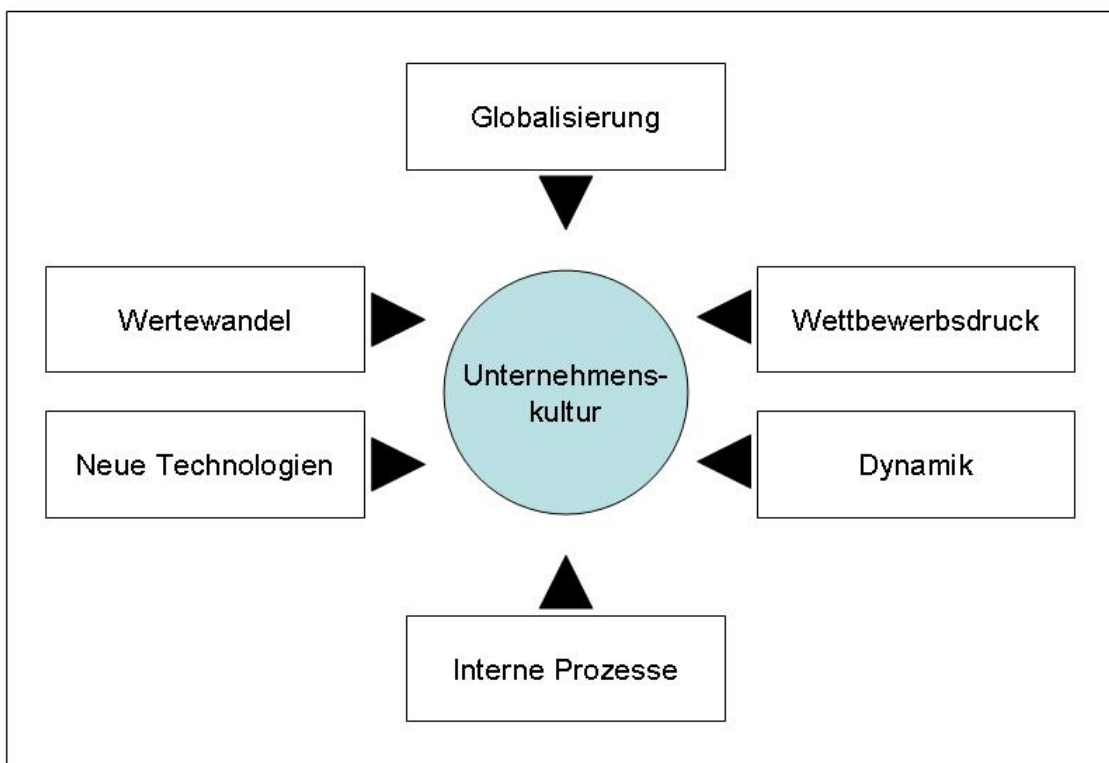 Globalisierung
Wertewandel
Wettbewerbsdruck
Unternehmens-
kultur
Neue Technologien
Dynamik
Interne Prozesse